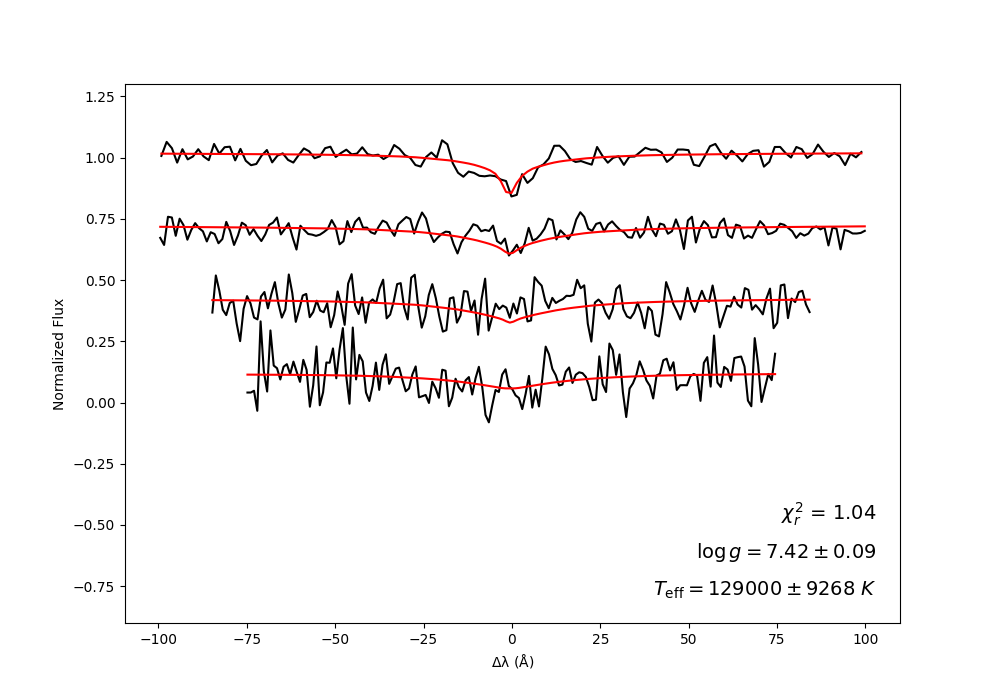 1.25
1.00
0.75
0.50
0.25
0.00
−0.25
−0.50
−0.75
Normalized Flux
χ²ᵣ = 1.04
log g = 7.42 ± 0.09
T_eff = 129000 ± 9268 K
−100 −75 −50 −25 0 25 50 75 100
Δλ (Å)